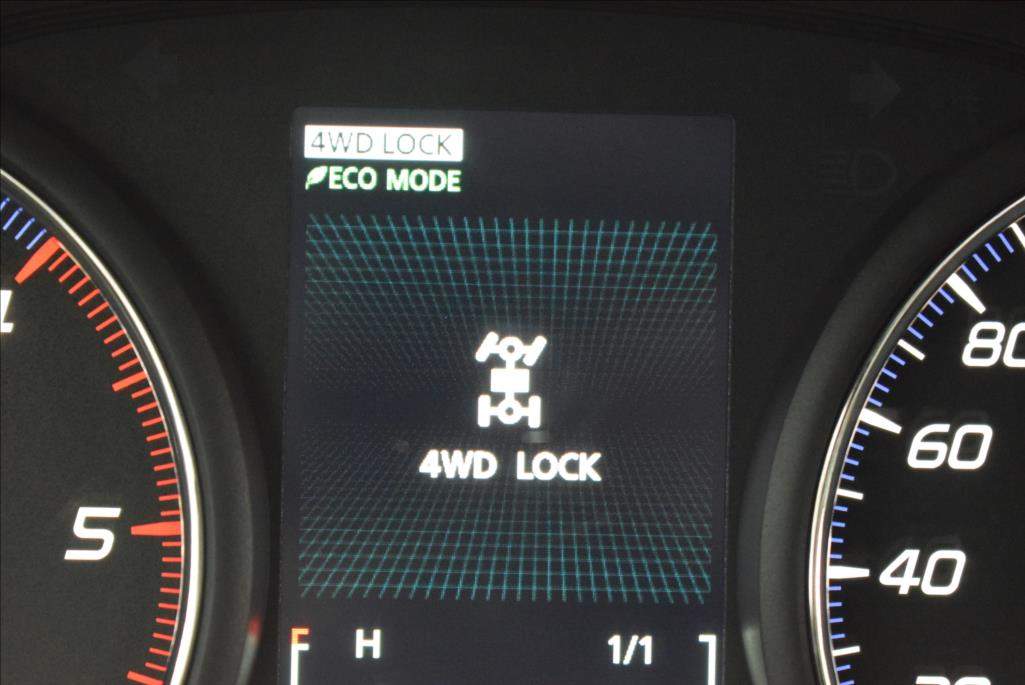 4WD LOCK
ECO MODE
80
60
4WD LOCK
5
40
F H 1/1